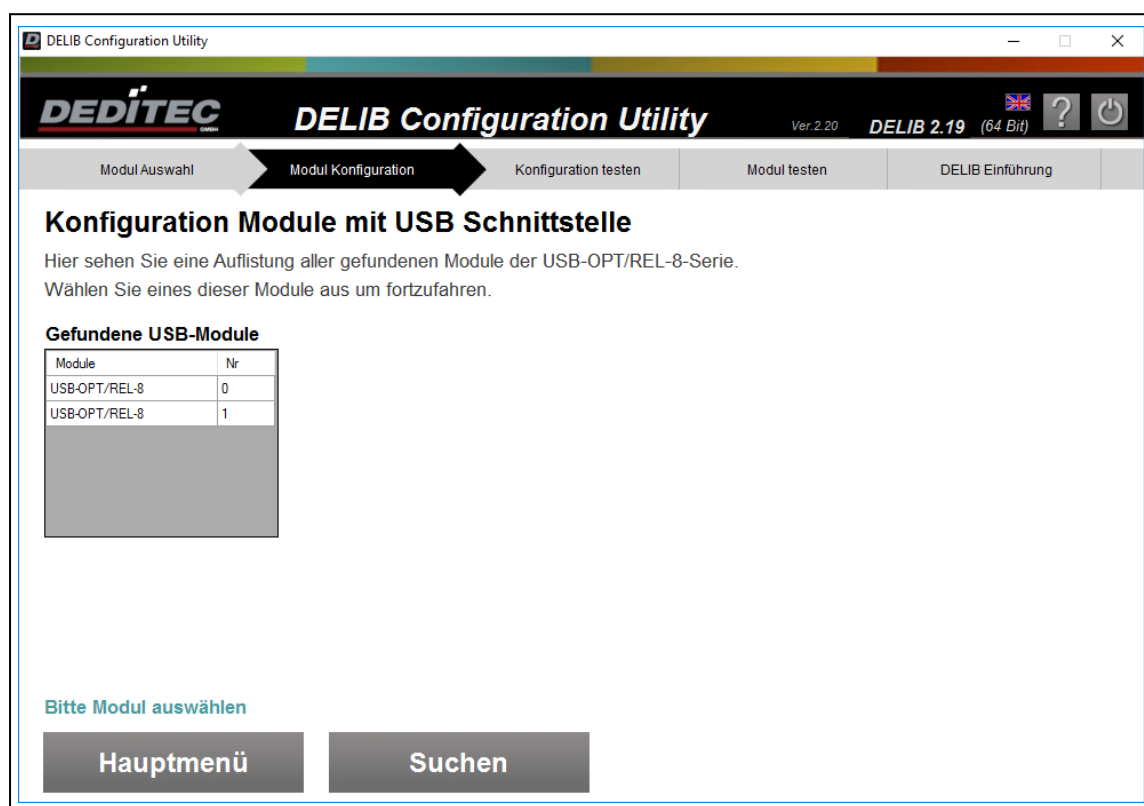 DELIB Configuration Utility
DEDITEC
GMBH
DELIB Configuration Utility
Ver.2.20
DELIB 2.19 (64 Bit)
?
Modul Auswahl
Modul Konfiguration
Konfiguration testen
Modul testen
DELIB Einführung
Konfiguration Module mit USB Schnittstelle
Hier sehen Sie eine Auflistung aller gefundenen Module der USB-OPT/REL-8-Serie.
Wählen Sie eines dieser Module aus um fortzufahren.
Gefundene USB-Module
Module Nr
USB-OPT/REL-8 0
USB-OPT/REL-8 1
Bitte Modul auswählen
Hauptmenü
Suchen